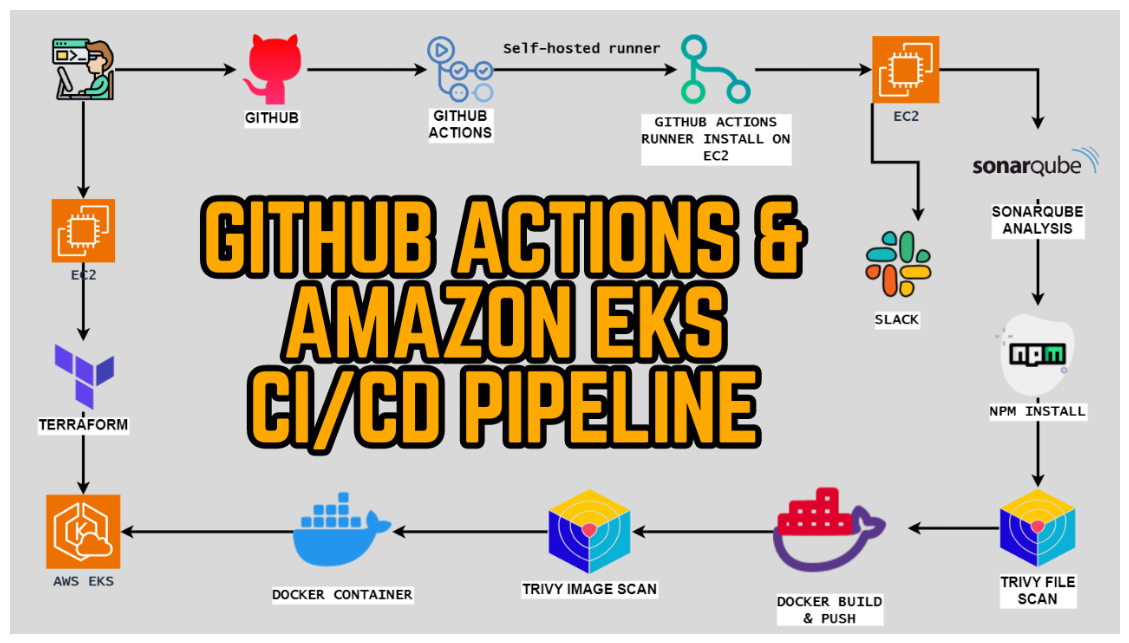 Self-hosted runner
GITHUB
GITHUB
ACTIONS
GITHUB ACTIONS
RUNNER INSTALL ON
EC2
EC2
sonarqube
SONARQUBE
ANALYSIS
EC2
SLACK
GITHUB ACTIONS &
AMAZON EKS
CI/CD PIPELINE
npm
NPM INSTALL
TERRAFORM
AWS EKS
DOCKER CONTAINER
TRIVY IMAGE SCAN
DOCKER BUILD
& PUSH
TRIVY FILE
SCAN